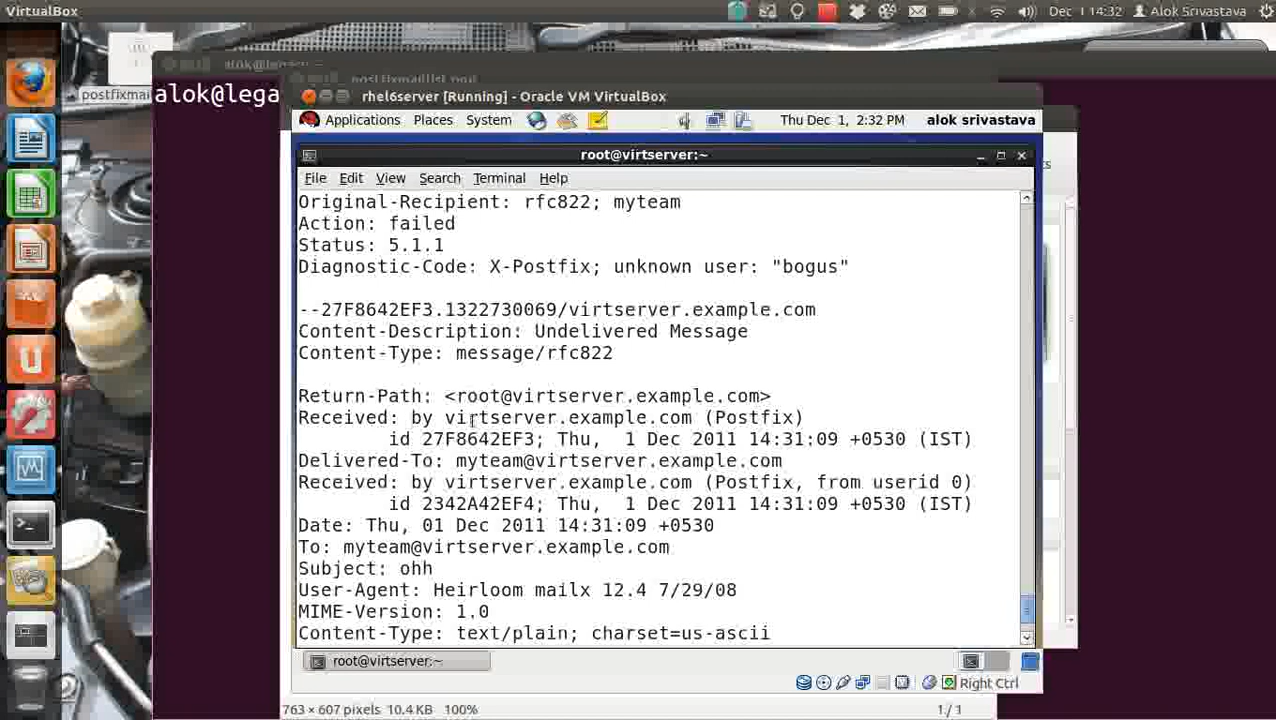 VirtualBox
Dec 1 14:32 Alok Srivastava
postfixmai
alok@lega
rhel6server [Running] - Oracle VM VirtualBox
Applications Places System
Thu Dec 1, 2:32 PM alok srivastava
root@virtserver:~
File Edit View Search Terminal Help
Original-Recipient: rfc822; myteam
Action: failed
Status: 5.1.1
Diagnostic-Code: X-Postfix; unknown user: "bogus"
--27F8642EF3.1322730069/virtserver.example.com
Content-Description: Undelivered Message
Content-Type: message/rfc822
Return-Path: <root@virtserver.example.com>
Received: by virtserver.example.com (Postfix)
id 27F8642EF3; Thu,  1 Dec 2011 14:31:09 +0530 (IST)
Delivered-To: myteam@virtserver.example.com
Received: by virtserver.example.com (Postfix, from userid 0)
id 2342A42EF4; Thu,  1 Dec 2011 14:31:09 +0530 (IST)
Date: Thu, 01 Dec 2011 14:31:09 +0530
To: myteam@virtserver.example.com
Subject: ohh
User-Agent: Heirloom mailx 12.4 7/29/08
MIME-Version: 1.0
Content-Type: text/plain; charset=us-ascii
root@virtserver:~
Right Ctrl
763 × 607 pixels 10.4 KB 100%
1 / 1